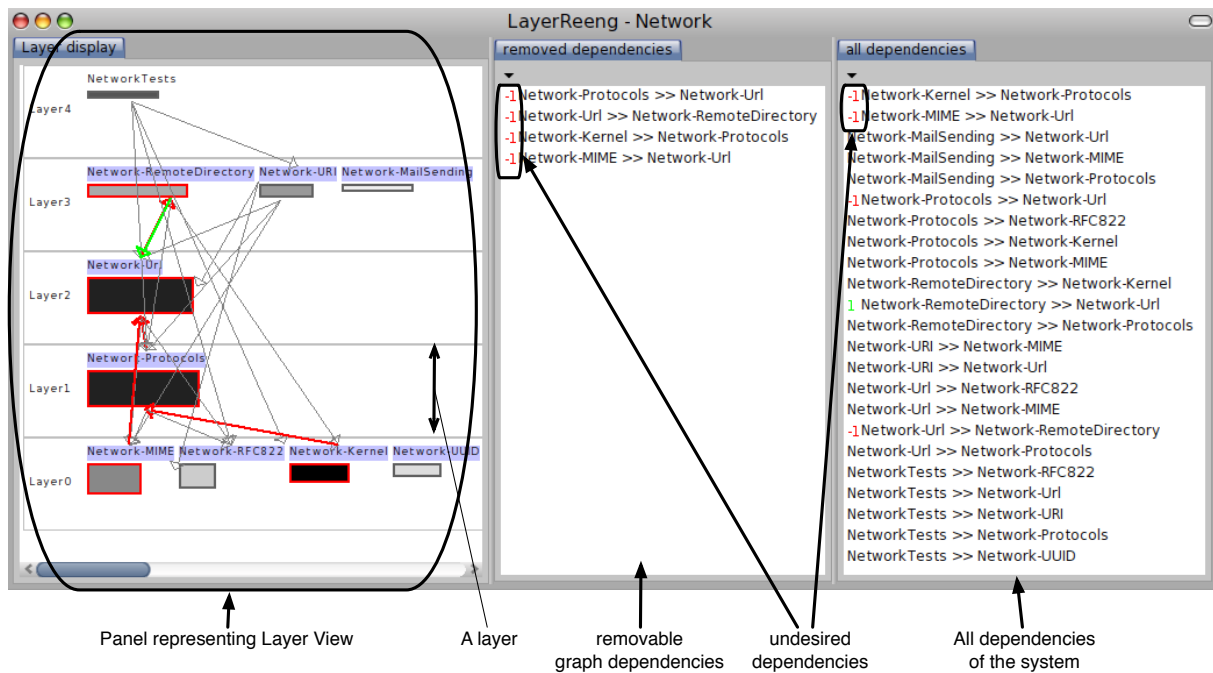 LayerReeng - Network
Layer display
NetworkTests
Layer4
Network-RemoteDirectory Network-URI Network-MailSending
Layer3
Network-Url
Layer2
Network-Protocols
Layer1
Network-MIME Network-RFC822 Network-Kernel Network-UUID
Layer0
removed dependencies
-1 Network-Protocols >> Network-Url
-1 Network-Url >> Network-RemoteDirectory
-1 Network-Kernel >> Network-Protocols
-1 Network-MIME >> Network-Url
all dependencies
-1 Network-Kernel >> Network-Protocols
-1 Network-MIME >> Network-Url
Network-MailSending >> Network-Url
Network-MailSending >> Network-MIME
Network-MailSending >> Network-Protocols
-1 Network-Protocols >> Network-Url
Network-Protocols >> Network-RFC822
Network-Protocols >> Network-Kernel
Network-Protocols >> Network-MIME
Network-RemoteDirectory >> Network-Kernel
1 Network-RemoteDirectory >> Network-Url
Network-RemoteDirectory >> Network-Protocols
Network-URI >> Network-MIME
Network-URI >> Network-Url
Network-Url >> Network-RFC822
Network-Url >> Network-MIME
-1 Network-Url >> Network-RemoteDirectory
Network-Url >> Network-Protocols
NetworkTests >> Network-RFC822
NetworkTests >> Network-Url
NetworkTests >> Network-URI
NetworkTests >> Network-Protocols
NetworkTests >> Network-UUID
Panel representing Layer View
A layer
removable
graph dependencies
undesired
dependencies
All dependencies
of the system